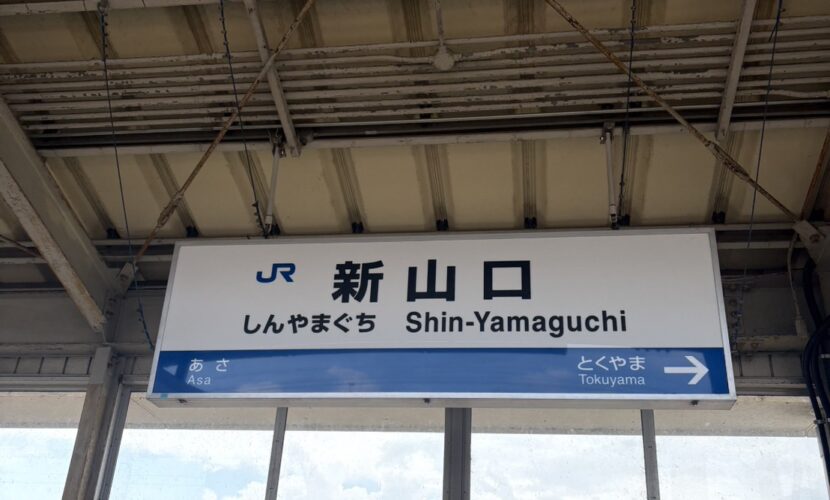 JR 新山口
しんやまぐち Shin-Yamaguchi
あさ とくやま →
Asa Tokuyama